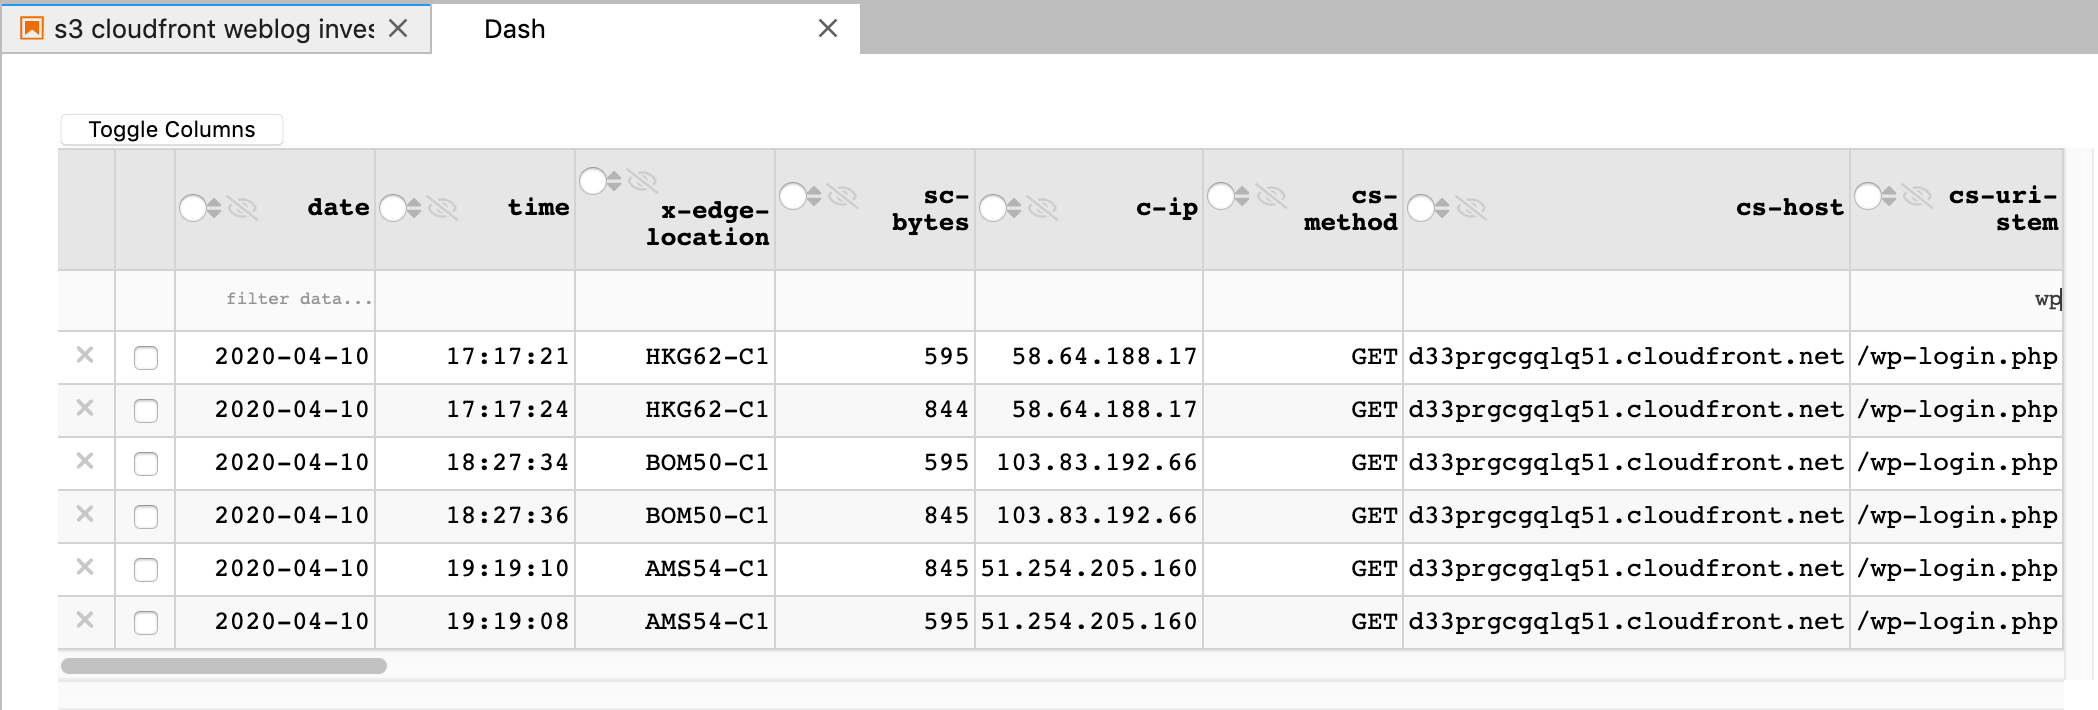 s3 cloudfront weblog inves Dash
Toggle Columns
date time x-edge-location sc-bytes c-ip cs-method cs-host cs-uri-stem
filter data... wp
2020-04-10 17:17:21 HKG62-C1 595 58.64.188.17 GET d33prgcgqlq51.cloudfront.net /wp-login.php
2020-04-10 17:17:24 HKG62-C1 844 58.64.188.17 GET d33prgcgqlq51.cloudfront.net /wp-login.php
2020-04-10 18:27:34 BOM50-C1 595 103.83.192.66 GET d33prgcgqlq51.cloudfront.net /wp-login.php
2020-04-10 18:27:36 BOM50-C1 845 103.83.192.66 GET d33prgcgqlq51.cloudfront.net /wp-login.php
2020-04-10 19:19:10 AMS54-C1 845 51.254.205.160 GET d33prgcgqlq51.cloudfront.net /wp-login.php
2020-04-10 19:19:08 AMS54-C1 595 51.254.205.160 GET d33prgcgqlq51.cloudfront.net /wp-login.php